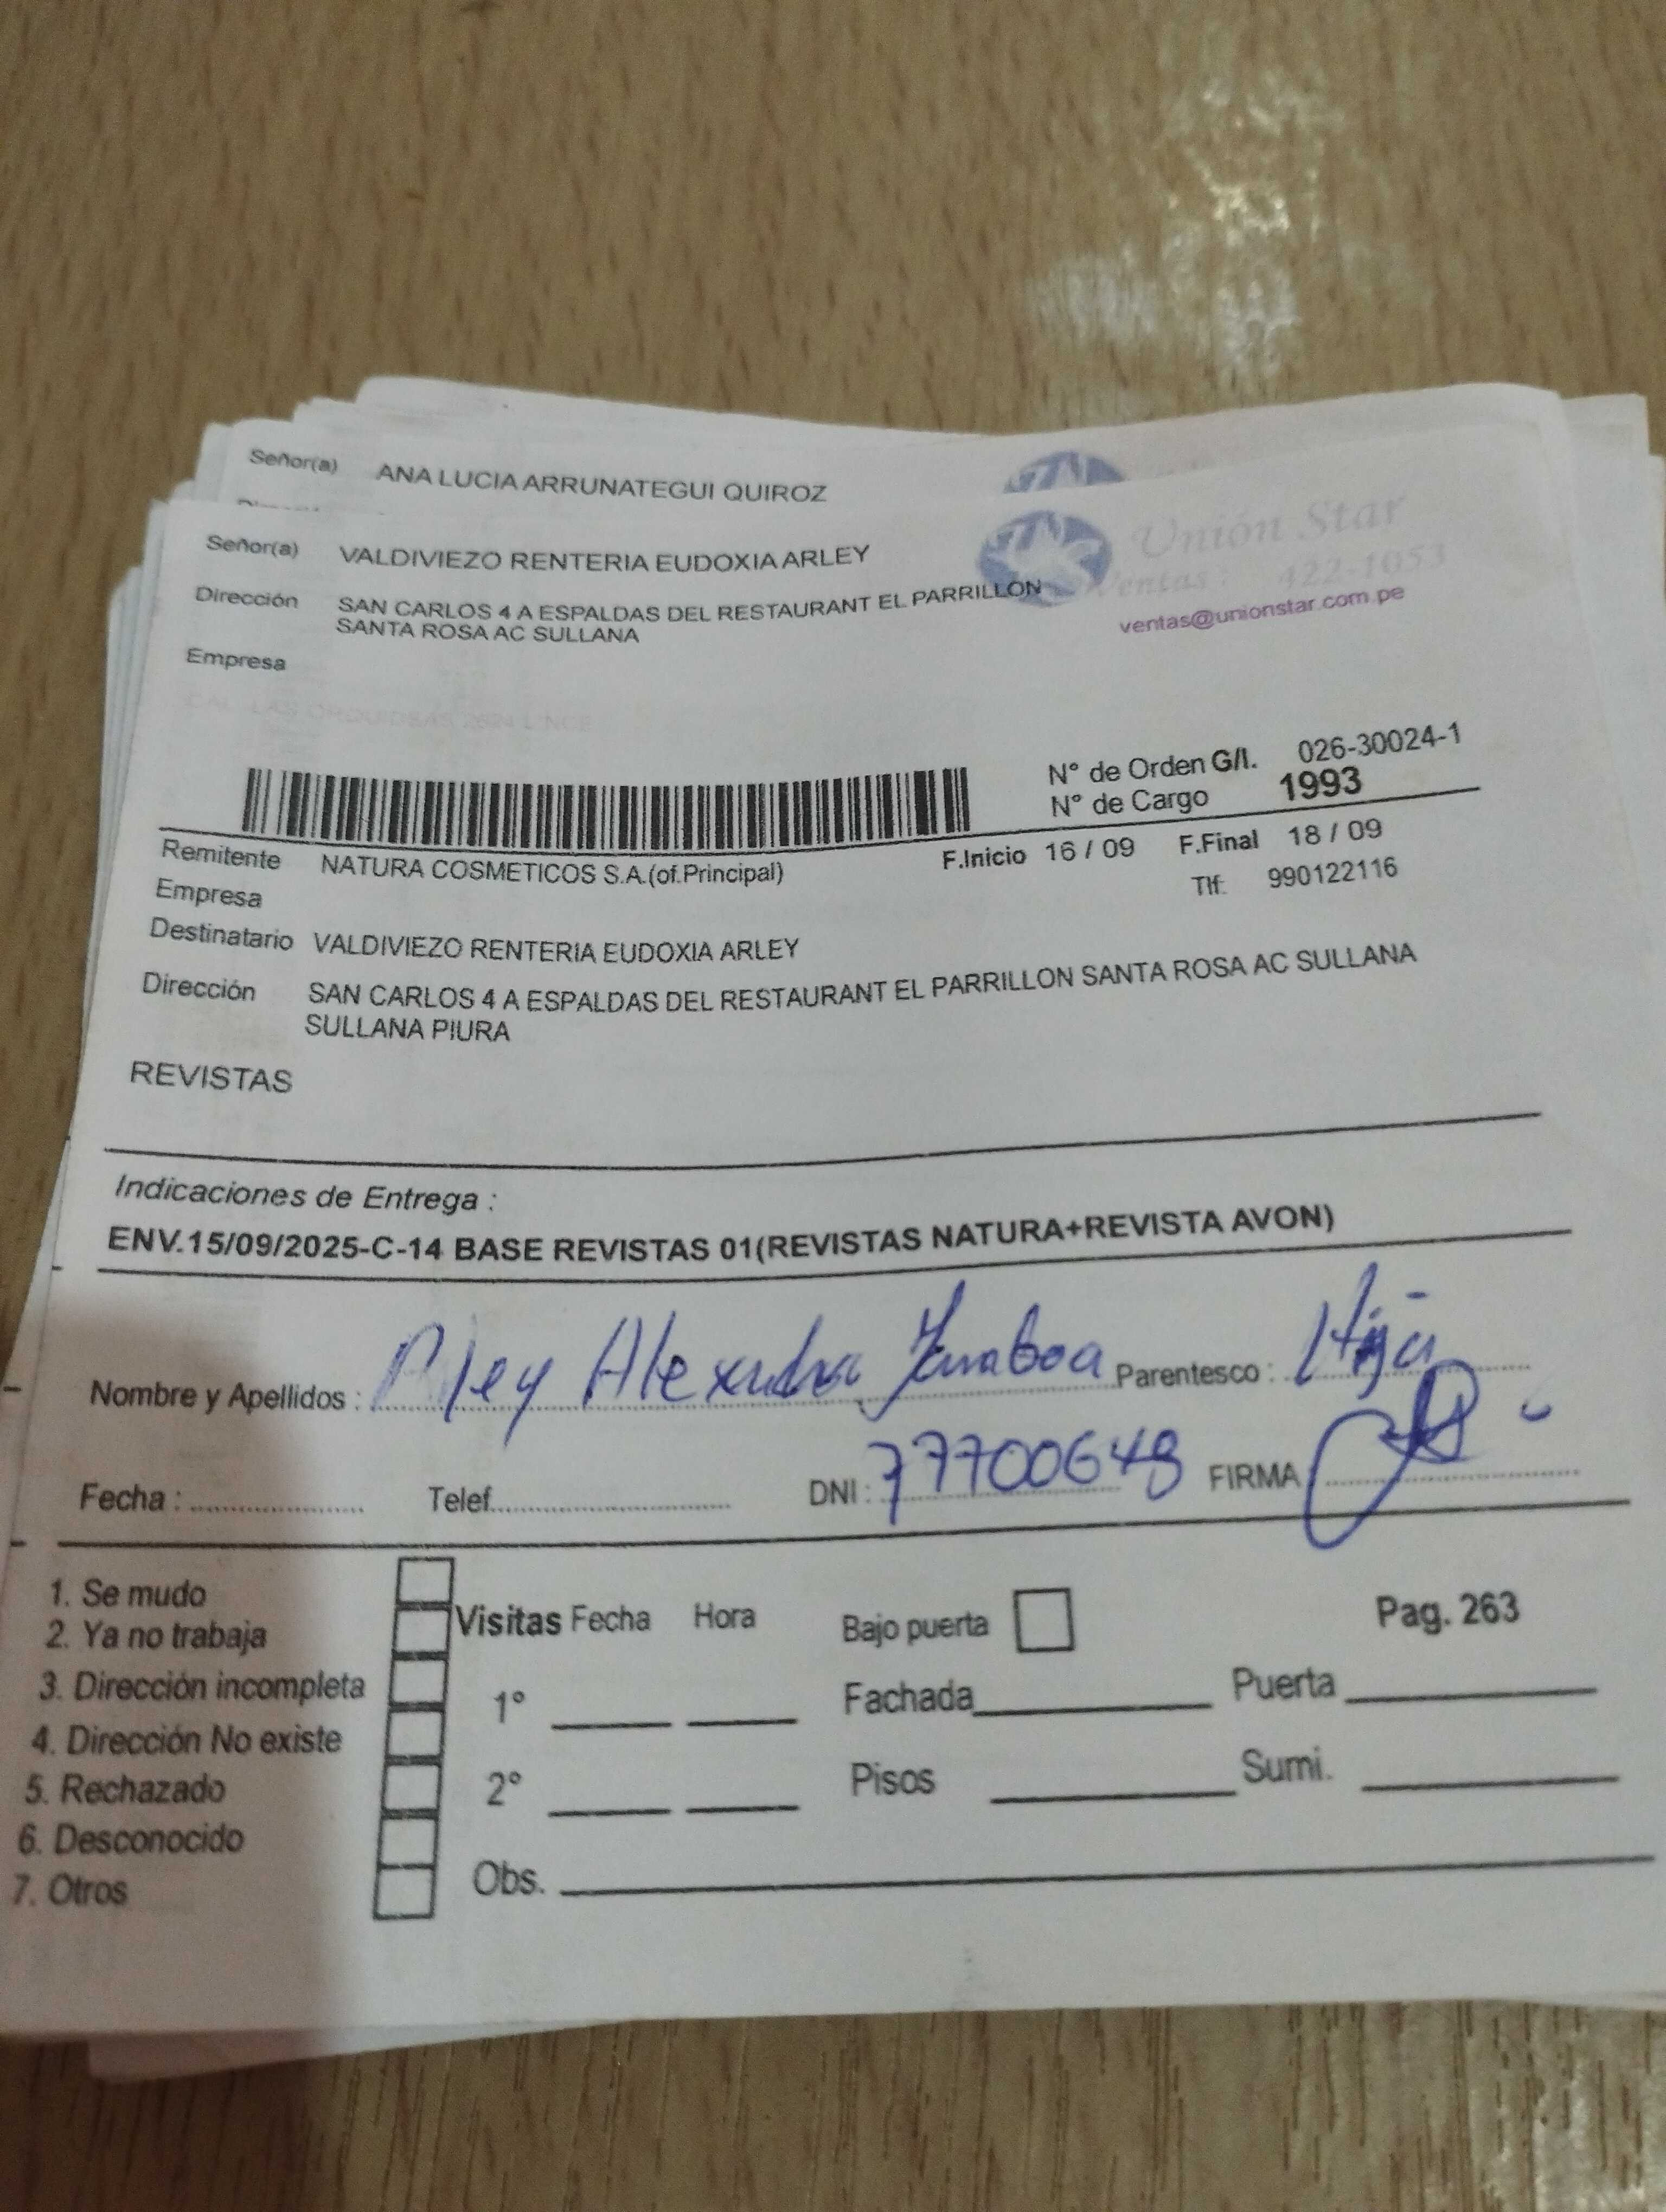 Señor(a) ANA LUCIA ARRUNATEGUI QUIROZ
Señor(a) VALDIVIEZO RENTERIA EUDOXIA ARLEY
Unión Star
Ventas: 422-1053
ventas@unionstar.com.pe
Dirección SAN CARLOS 4 A ESPALDAS DEL RESTAURANT EL PARRILLON
SANTA ROSA AC SULLANA
Empresa
N° de Orden G/I. 026-30024-1
N° de Cargo 1993
Remitente NATURA COSMETICOS S.A.(of.Principal) F.Inicio 16 / 09 F.Final 18 / 09
Empresa Tlf: 990122116
Destinatario VALDIVIEZO RENTERIA EUDOXIA ARLEY
Dirección SAN CARLOS 4 A ESPALDAS DEL RESTAURANT EL PARRILLON SANTA ROSA AC SULLANA
SULLANA PIURA
REVISTAS
Indicaciones de Entrega :
ENV.15/09/2025-C-14 BASE REVISTAS 01(REVISTAS NATURA+REVISTA AVON)
Nombre y Apellidos : Aley Alexandra Parentesco : Hija
Fecha : Telef. DNI : 77700648 FIRMA
1. Se mudo
2. Ya no trabaja Visitas Fecha Hora Bajo puerta Pag. 263
3. Dirección incompleta 1° Fachada Puerta
4. Dirección No existe
5. Rechazado 2° Pisos Sumi.
6. Desconocido
7. Otros Obs.